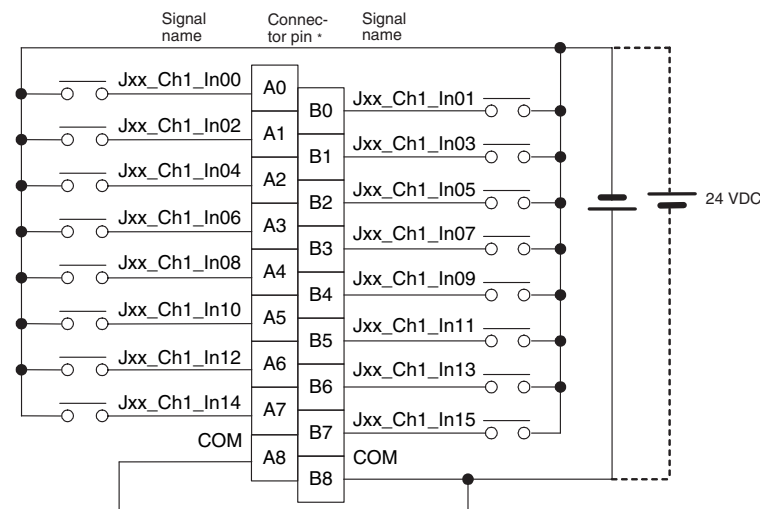 Signal name
Connec-tor pin *
Signal name
Jxx_Ch1_In00 A0
B0 Jxx_Ch1_In01
Jxx_Ch1_In02 A1
B1 Jxx_Ch1_In03
Jxx_Ch1_In04 A2
B2 Jxx_Ch1_In05
Jxx_Ch1_In06 A3
B3 Jxx_Ch1_In07
Jxx_Ch1_In08 A4
B4 Jxx_Ch1_In09
Jxx_Ch1_In10 A5
B5 Jxx_Ch1_In11
Jxx_Ch1_In12 A6
B6 Jxx_Ch1_In13
Jxx_Ch1_In14 A7
B7 Jxx_Ch1_In15
COM A8
B8 COM
24 VDC